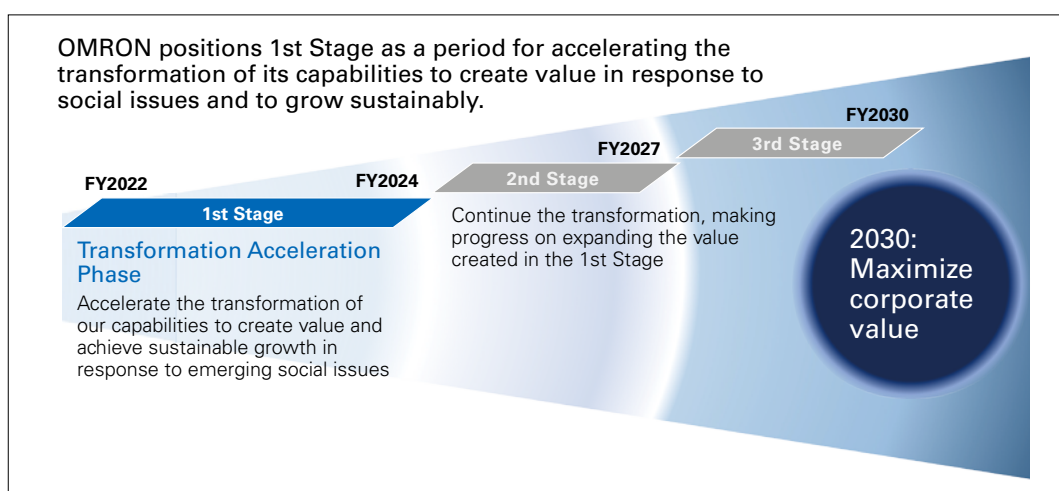 OMRON positions 1st Stage as a period for accelerating the
transformation of its capabilities to create value in response to
social issues and to grow sustainably.
FY2022
FY2024
FY2027
FY2030
1st Stage
2nd Stage
3rd Stage
Transformation Acceleration
Phase
Accelerate the transformation of
our capabilities to create value and
achieve sustainable growth in
response to emerging social issues
Continue the transformation, making
progress on expanding the value
created in the 1st Stage
2030:
Maximize
corporate
value